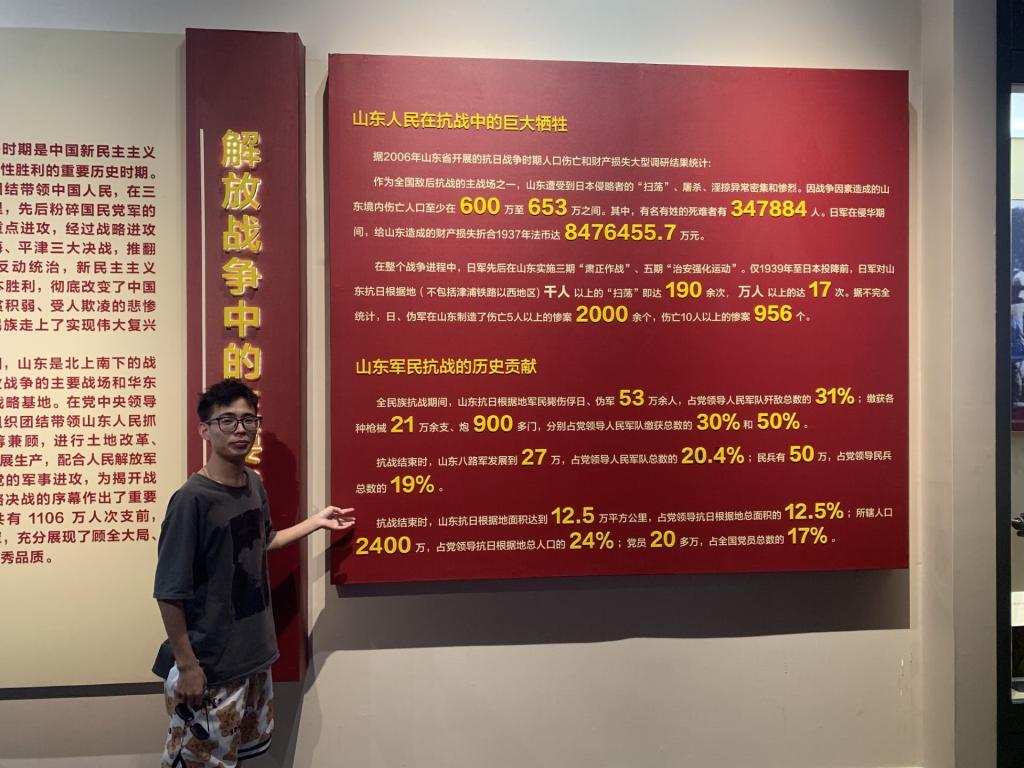 时期是中国新民主主义
性胜利的重要历史时期。
团结带领中国人民，在三
，先后粉碎国民党军的
重点进攻，经过战略进攻
、平津三大决战，推翻
反动统治，新民主主义
胜利，彻底改变了中国
贫积弱、受人欺凌的悲惨
民族走上了实现伟大复兴
，山东是北上南下的战
放战争的主要战场和华东
战略基地。在党中央领导
组织团结带领山东人民抓
筹兼顾，进行土地改革、
展生产，配合人民解放军
党的军事进攻，为揭开战
略决战的序幕作出了重要
共有 1106 万人次支前，
，充分展现了顾全大局、
秀品质。
解放战争中的
山东人民在抗战中的巨大牺牲
据2006年山东省开展的抗日战争时期人口伤亡和财产损失大型调研结果统计：
作为全国敌后抗战的主战场之一，山东遭受到日本侵略者的“扫荡”、屠杀、淫掠异常密集和惨烈。因战争因素造成的山
东境内伤亡人口至少在 600 万至 653 万之间。其中，有名有姓的死难者有 347884 人。日军在侵华期
间，给山东造成的财产损失折合1937年法币达 8476455.7 万元。
在整个战争进程中，日军先后在山东实施三期“肃正作战”、五期“治安强化运动”。仅1939年至日本投降前，日军对山
东抗日根据地（不包括津浦铁路以西地区）千人 以上的“扫荡”即达 190 余次，万人 以上的达 17 次。据不完全
统计，日、伪军在山东制造了伤亡5人以上的惨案 2000 余个，伤亡10人以上的惨案 956 个。
山东军民抗战的历史贡献
全民族抗战期间，山东抗日根据地军民毙伤俘日、伪军 53 万余人，占党领导人民军队歼敌总数的 31%；缴获各
种枪械 21 万余支、炮 900 多门，分别占党领导人民军队缴获总数的 30% 和 50% 。
抗战结束时，山东八路军发展到 27 万，占党领导人民军队总数的 20.4%；民兵有 50 万，占党领导民兵
总数的 19% 。
抗战结束时，山东抗日根据地面积达到 12.5 万平方公里，占党领导抗日根据地总面积的 12.5%；所辖人口
2400 万，占党领导抗日根据地总人口的 24%；党员 20 多万，占全国党员总数的 17% 。